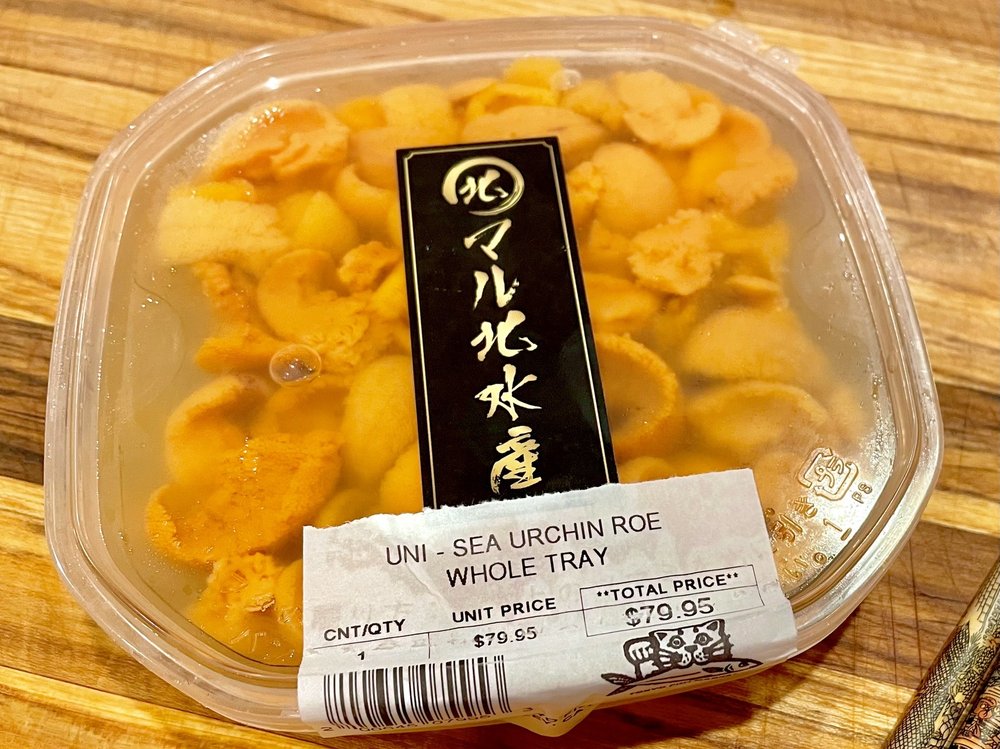 北
マル北水産
UNI - SEA URCHIN ROE
WHOLE TRAY
CNT/QTY
UNIT PRICE
**TOTAL PRICE**
1
$79.95
$79.95